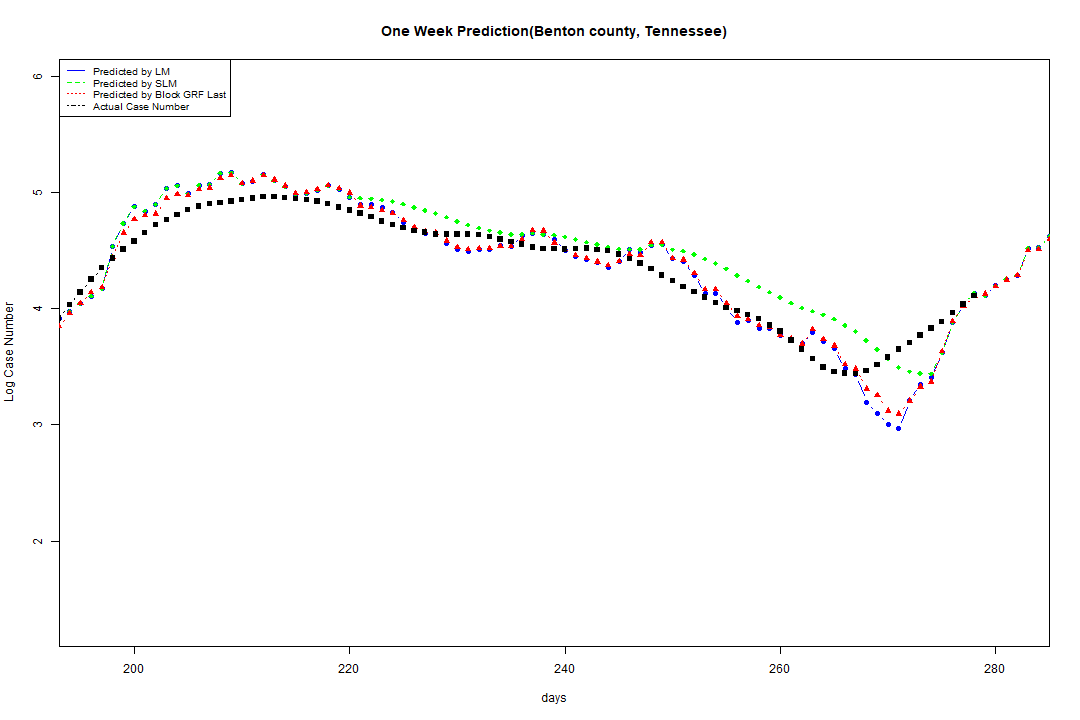 One Week Prediction(Benton county, Tennessee)
6
Predicted by LM
Predicted by SLM
Predicted by Block GRF Last
Actual Case Number
5
4
3
2
Log Case Number
200 220 240 260 280
days